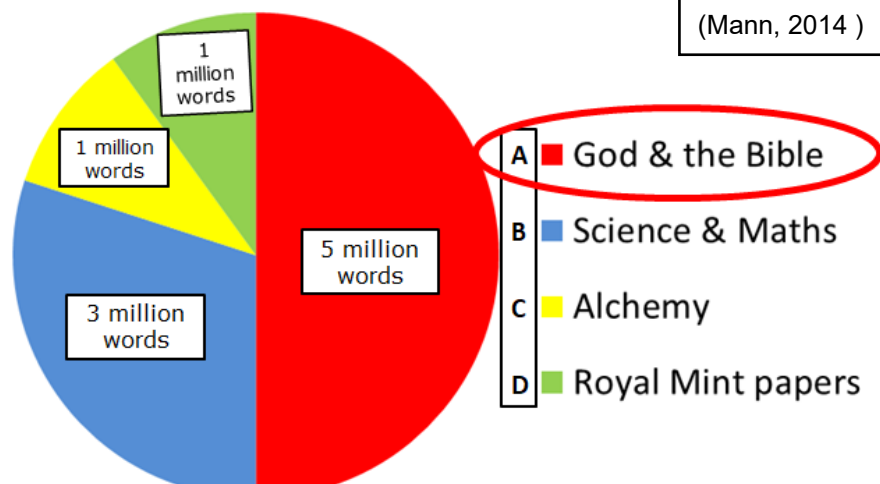 (Mann, 2014 )
1
million
words
1 million
words
3 million
words
5 million
words
A God & the Bible
B Science & Maths
C Alchemy
D Royal Mint papers